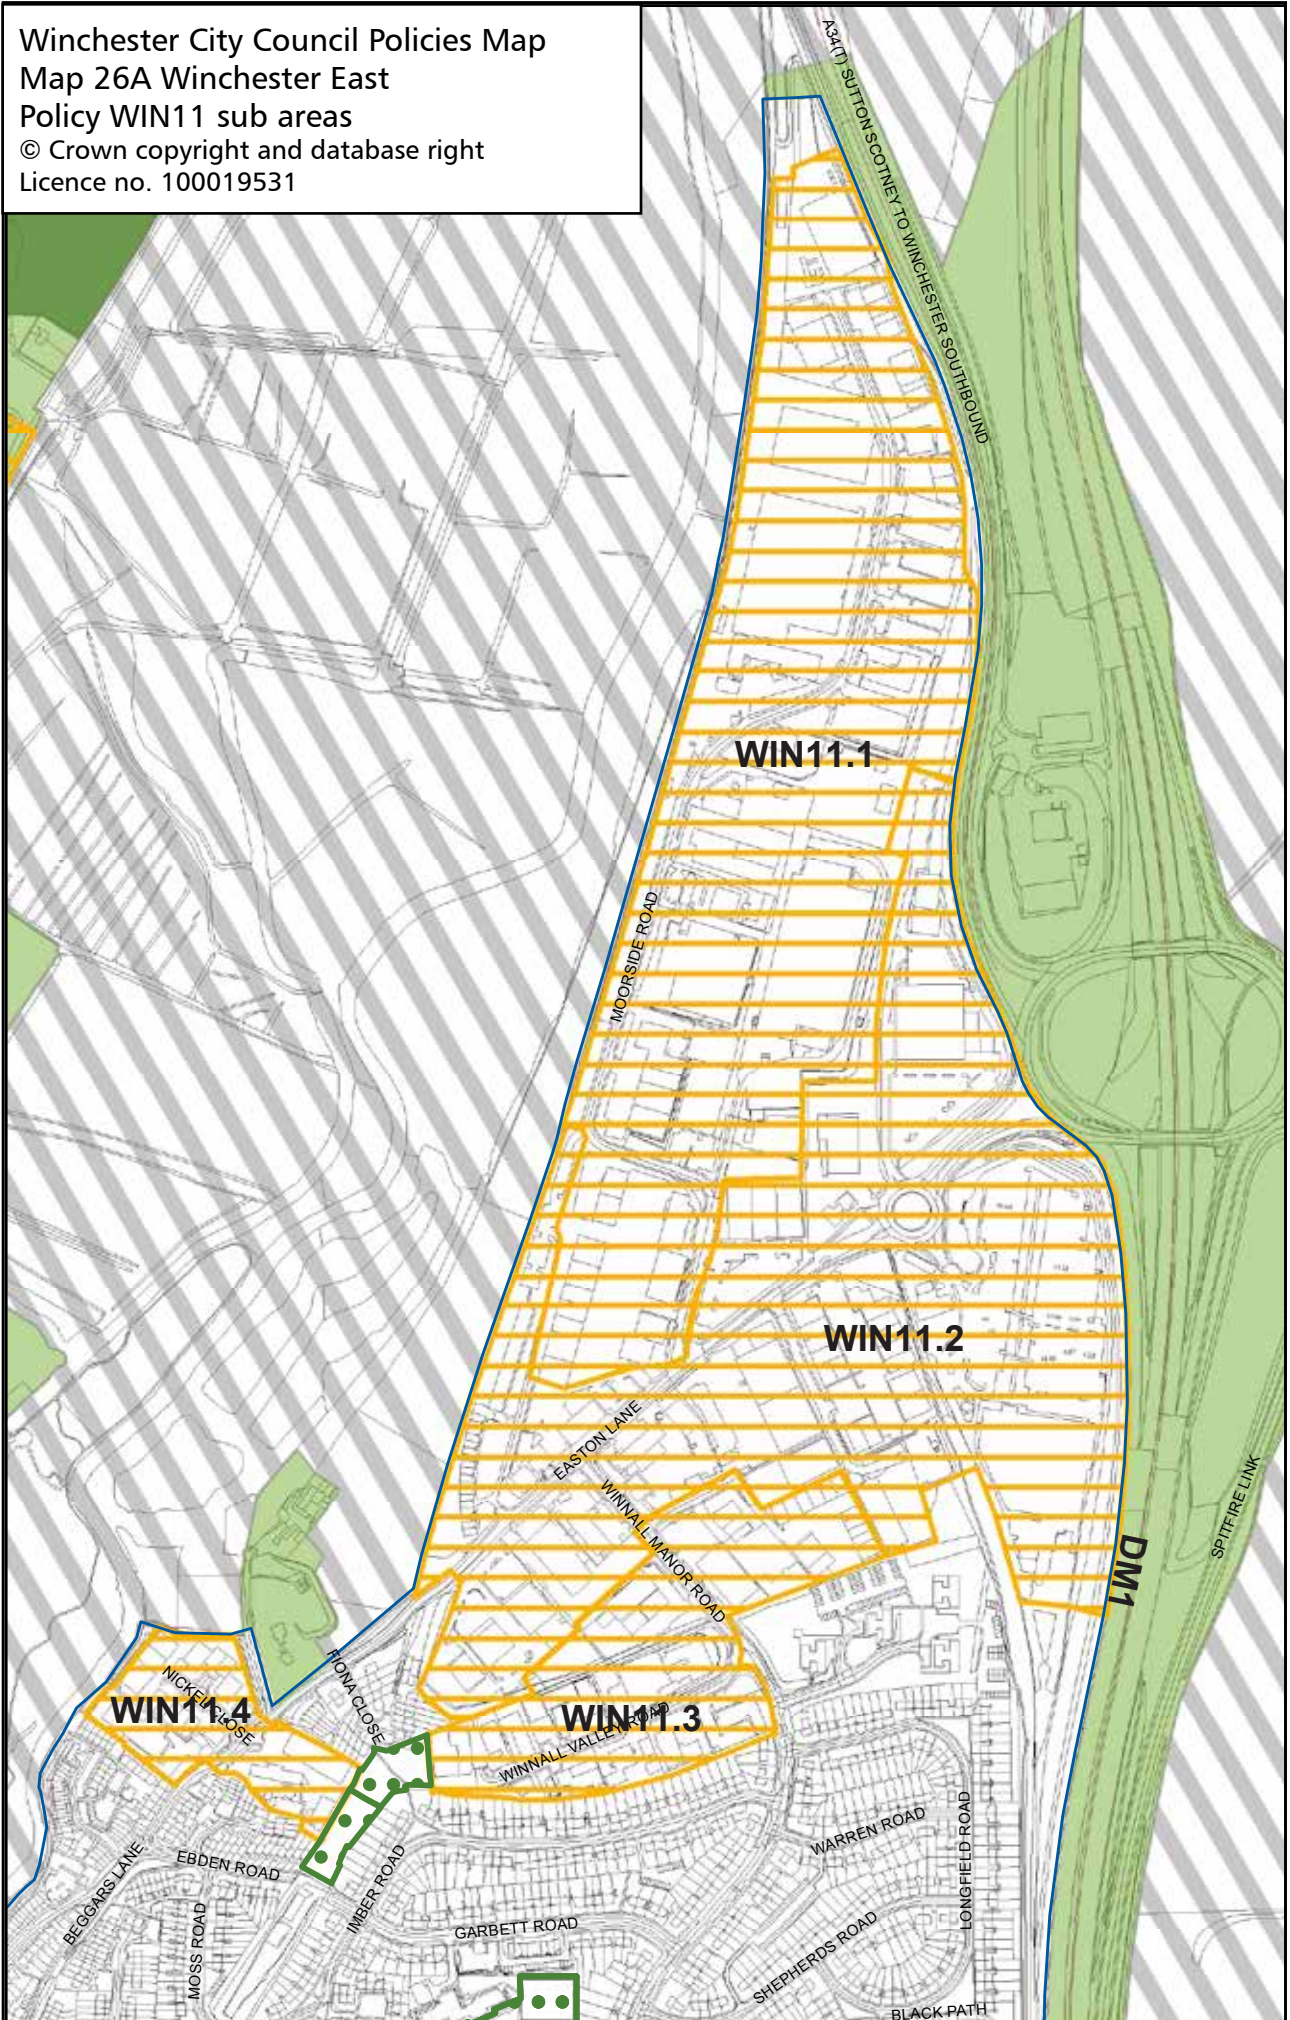 Winchester City Council Policies Map
Map 26A Winchester East
Policy WIN11 sub areas
© Crown copyright and database right
Licence no. 100019531
A34(T) SUTTON SCOTNEY TO WINCHESTER SOUTHBOUND
WIN11.1
MOORSIDE ROAD
WIN11.2
EASTON LANE
WINNALL MANOR ROAD
SPITFIRE LINK
DM1
FIONA CLOSE
NICKEL CLOSE
WIN11.4
WIN11.3
WINNALL VALLEY ROAD
WARREN ROAD
LONGFIELD ROAD
BEGGARS LANE
EBDEN ROAD
IMBER ROAD
MOSS ROAD
GARBETT ROAD
SHEPHERDS ROAD
BLACK PATH